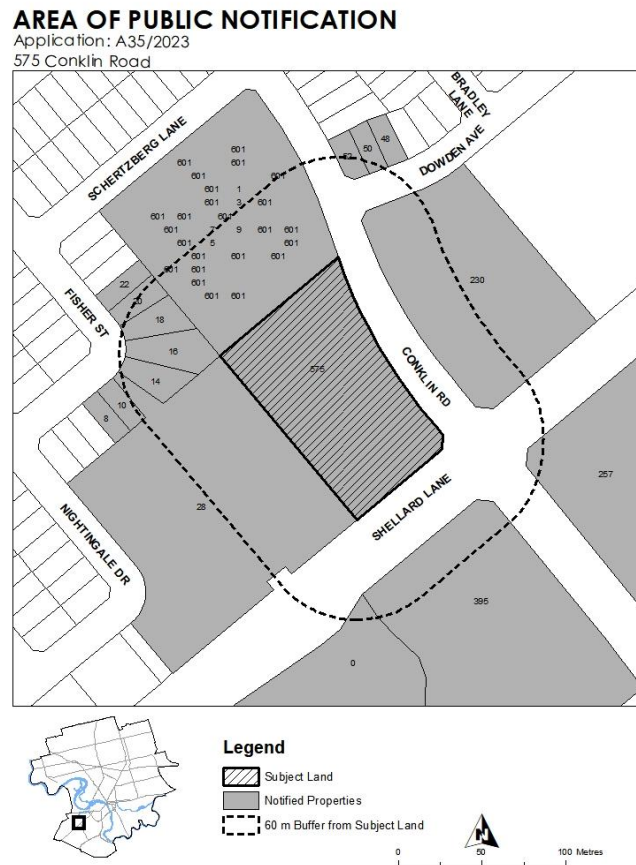 AREA OF PUBLIC NOTIFICATION
Application: A35/2023
575 Conklin Road
BRADLEY
LANE
48
50
52
DOWDEN AVE
SCHERTZBERG LANE
601
601 601
601 601
601 1
601 3 601
601 601 601
601 7 9 601 601
601 5 601
601 601 601
601 601
601
601 601
22
20
18
FISHER ST
16
14
10
8
230
575
CONKLIN RD
257
SHELLARD LANE
28
NIGHTINGALE DR
395
0
Legend
Subject Land
Notified Properties
60 m Buffer from Subject Land
N
0 50 100 Metres